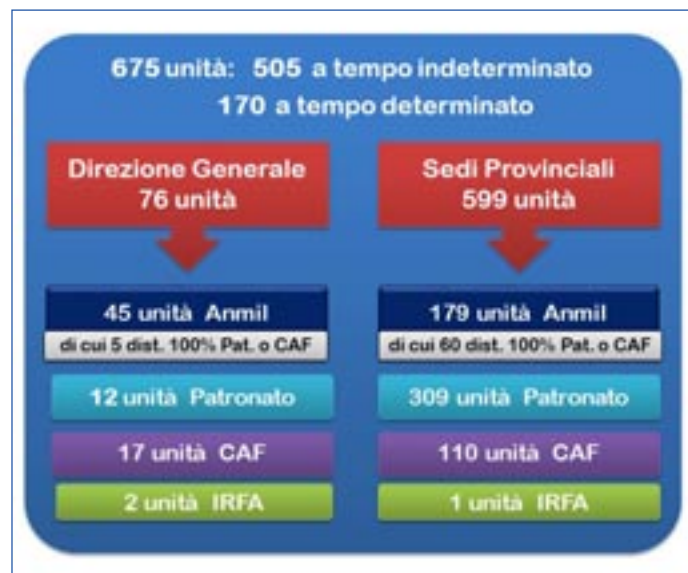 675 unità: 505 a tempo indeterminato
170 a tempo determinato
Direzione Generale
76 unità
45 unità Anmil
di cui 5 dist. 100% Pat. o CAF
12 unità Patronato
17 unità CAF
2 unità IRFA
Sedi Provinciali
599 unità
179 unità Anmil
di cui 60 dist. 100% Pat. o CAF
309 unità Patronato
110 unità CAF
1 unità IRFA